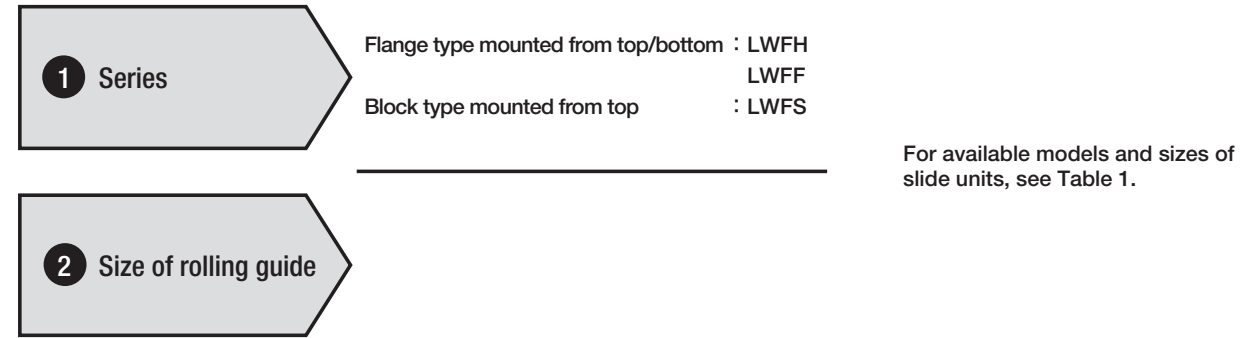 1 Series
Flange type mounted from top/bottom : LWFH
LWFF
Block type mounted from top : LWFS
For available models and sizes of
slide units, see Table 1.
2 Size of rolling guide